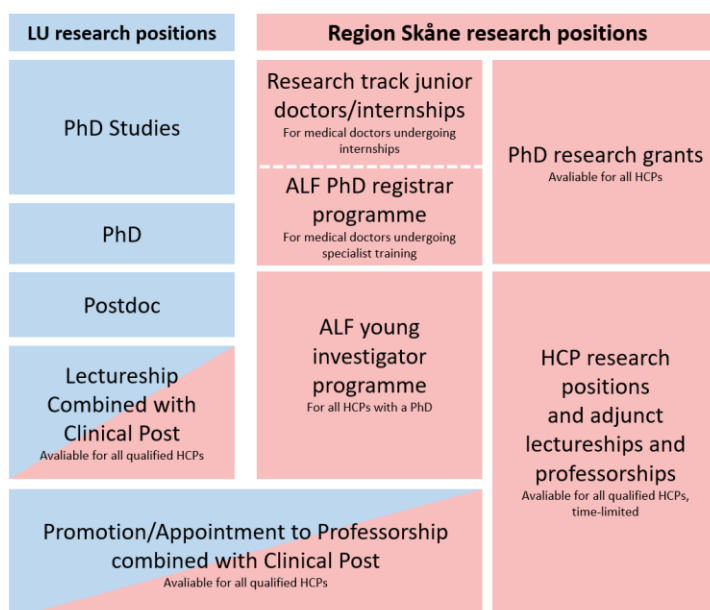 LU research positions
Region Skåne research positions
PhD Studies
Research track junior
doctors/internships
For medical doctors undergoing
internships
PhD research grants
Avaliable for all HCPs
ALF PhD registrar
programme
For medical doctors undergoing
specialist training
PhD
Postdoc
Lectureship
Combined with
Clinical Post
Avaliable for all qualified HCPs
ALF young
investigator
programme
For all HCPs with a PhD
HCP research
positions
and adjunct
lectureships and
professorships
Avaliable for all qualified HCPs,
time-limited
Promotion/Appointment to Professorship
combined with Clinical Post
Avaliable for all qualified HCPs